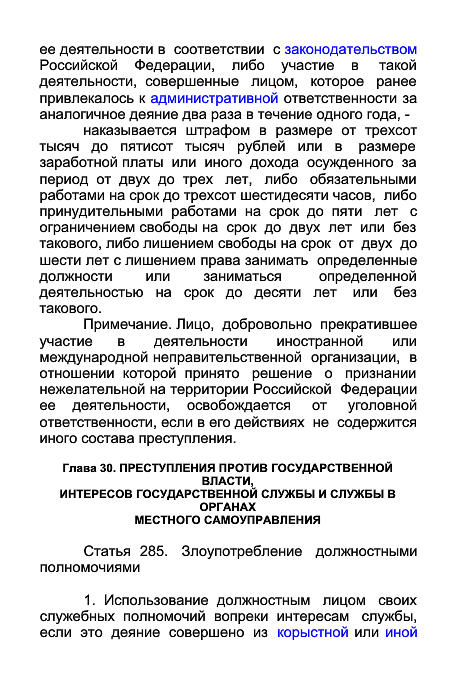 ее деятельности в соответствии с законодательством
Российской Федерации, либо участие в такой
деятельности, совершенные лицом, которое ранее
привлекалось к административной ответственности за
аналогичное деяние два раза в течение одного года, -
наказывается штрафом в размере от трехсот
тысяч до пятисот тысяч рублей или в размере
заработной платы или иного дохода осужденного за
период от двух до трех лет, либо обязательными
работами на срок до трехсот шестидесяти часов, либо
принудительными работами на срок до пяти лет с
ограничением свободы на срок до двух лет или без
такового, либо лишением свободы на срок от двух до
шести лет с лишением права занимать определенные
должности или заниматься определенной
деятельностью на срок до десяти лет или без
такового.
Примечание. Лицо, добровольно прекратившее
участие в деятельности иностранной или
международной неправительственной организации, в
отношении которой принято решение о признании
нежелательной на территории Российской Федерации
ее деятельности, освобождается от уголовной
ответственности, если в его действиях не содержится
иного состава преступления.
Глава 30. ПРЕСТУПЛЕНИЯ ПРОТИВ ГОСУДАРСТВЕННОЙ
ВЛАСТИ,
ИНТЕРЕСОВ ГОСУДАРСТВЕННОЙ СЛУЖБЫ И СЛУЖБЫ В
ОРГАНАХ
МЕСТНОГО САМОУПРАВЛЕНИЯ
Статья 285. Злоупотребление должностными
полномочиями
1. Использование должностным лицом своих
служебных полномочий вопреки интересам службы,
если это деяние совершено из корыстной или иной